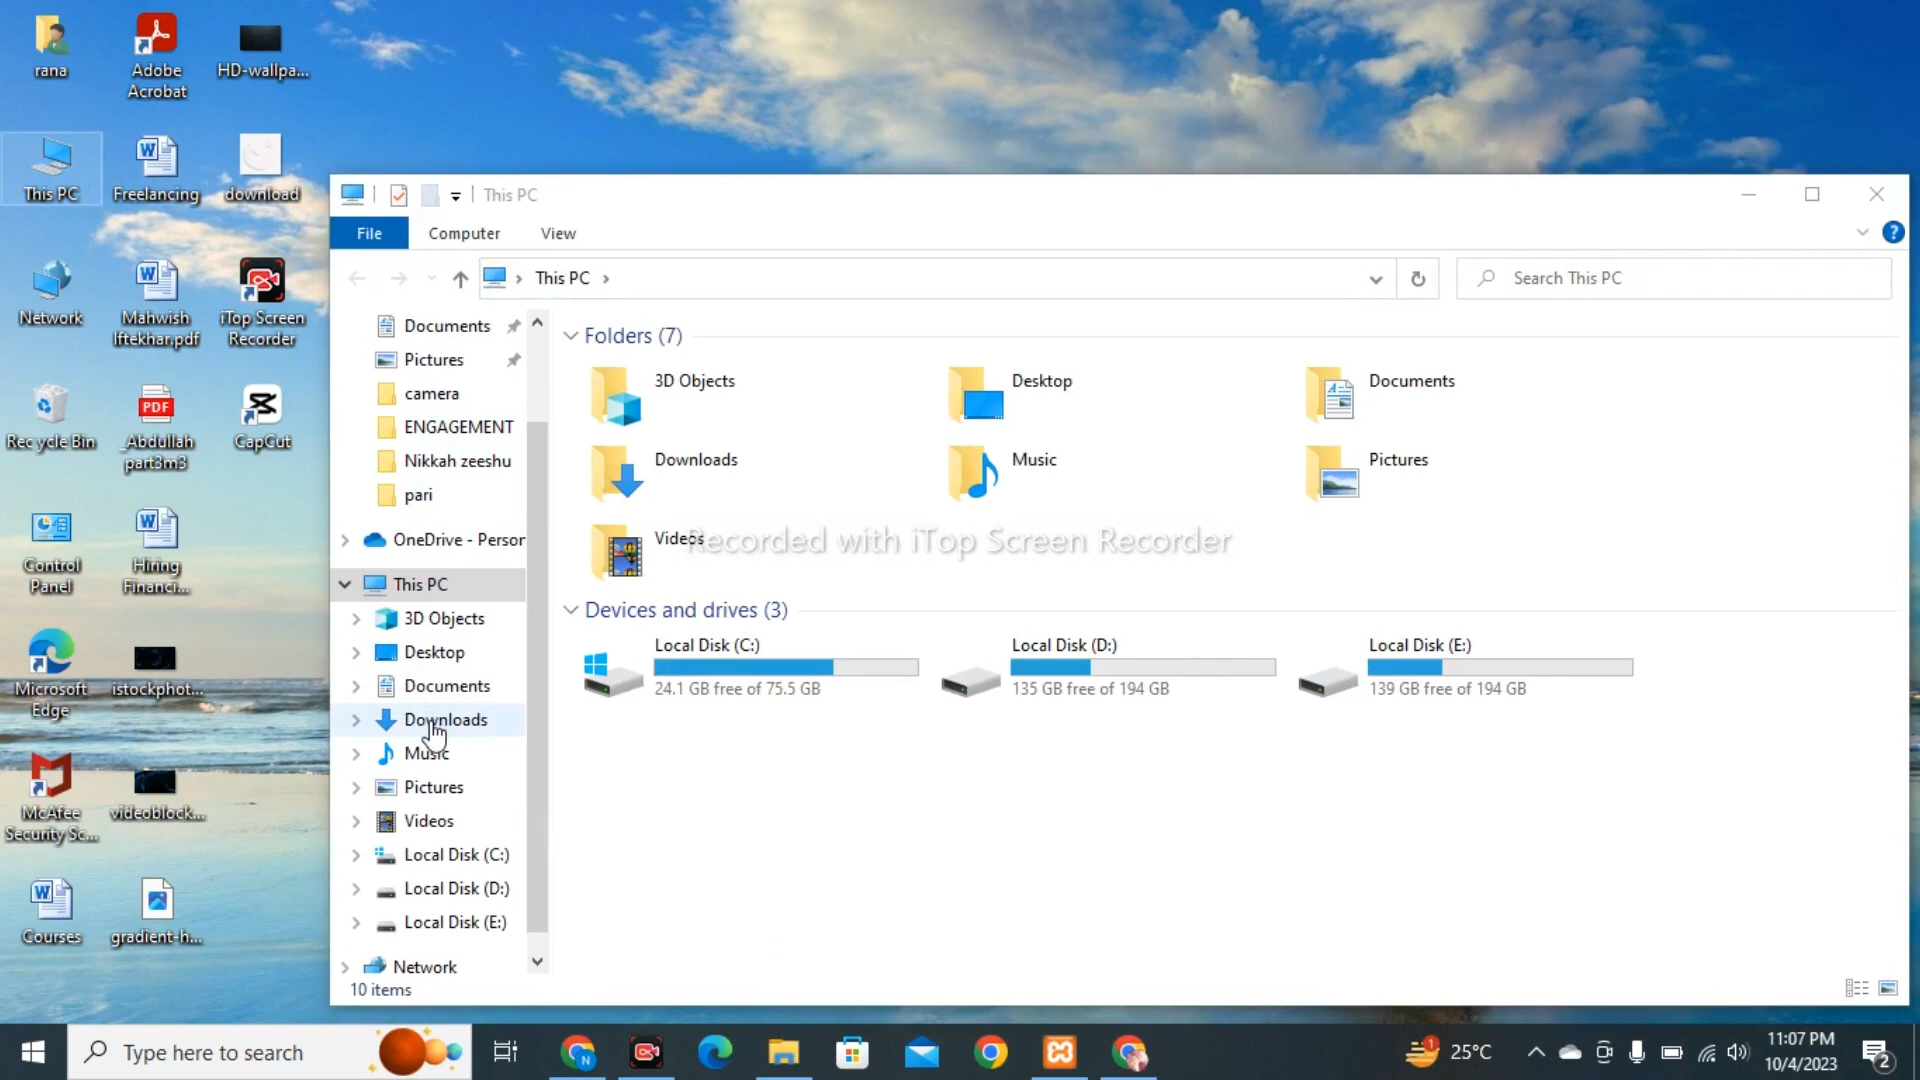 rana
Adobe
Acrobat
HD-wallpa...
This PC
Freelancing
download
Network
Mahwish
Iftekhar.pdf
iTop Screen
Recorder
Recycle Bin
PDF
_Abdullah
part3m3
CapCut
Control
Panel
Hiring
Financi...
Microsoft
Edge
istockphot...
McAfee
Security Sc...
videoblock...
Courses
gradient-h...
This PC
File
Computer
View
This PC
Search This PC
Documents
Pictures
camera
ENGAGEMENT
Nikkah zeeshu
pari
OneDrive - Person
This PC
3D Objects
Desktop
Documents
Downloads
Music
Pictures
Videos
Local Disk (C:)
Local Disk (D:)
Local Disk (E:)
Network
10 items
Folders (7)
3D Objects
Desktop
Documents
Downloads
Music
Pictures
Videos
Recorded with iTop Screen Recorder
Devices and drives (3)
Local Disk (C:)
24.1 GB free of 75.5 GB
Local Disk (D:)
135 GB free of 194 GB
Local Disk (E:)
139 GB free of 194 GB
Type here to search
N
1
25°C
11:07 PM
10/4/2023
2